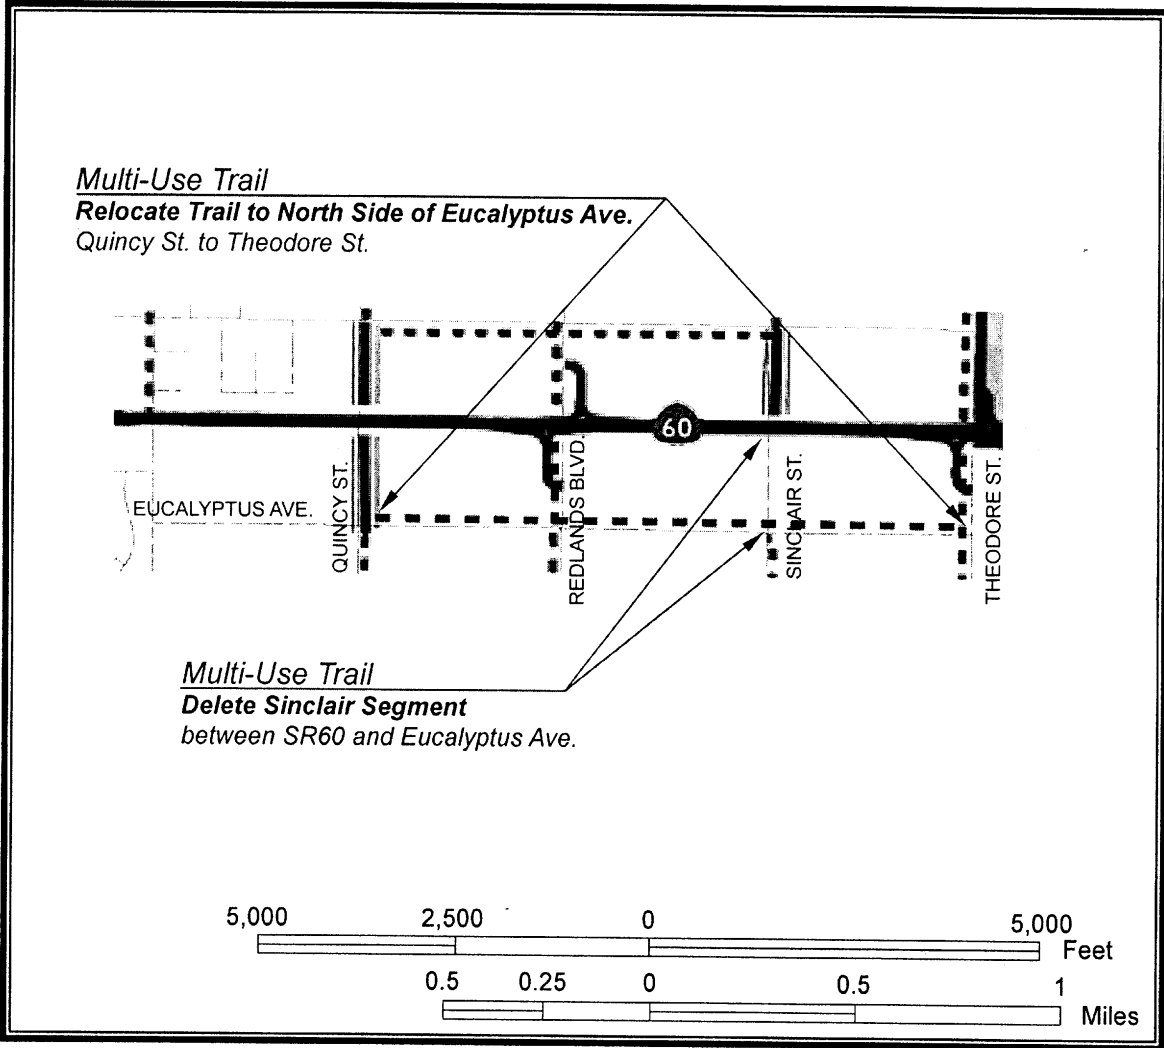 Multi-Use Trail
Relocate Trail to North Side of Eucalyptus Ave.
Quincy St. to Theodore St.
60
EUCALYPTUS AVE.
QUINCY ST.
REDLANDS BLVD.
SINCLAIR ST.
THEODORE ST.
Multi-Use Trail
Delete Sinclair Segment
between SR60 and Eucalyptus Ave.
5,000 2,500 0 5,000
Feet
0.5 0.25 0 0.5 1
Miles